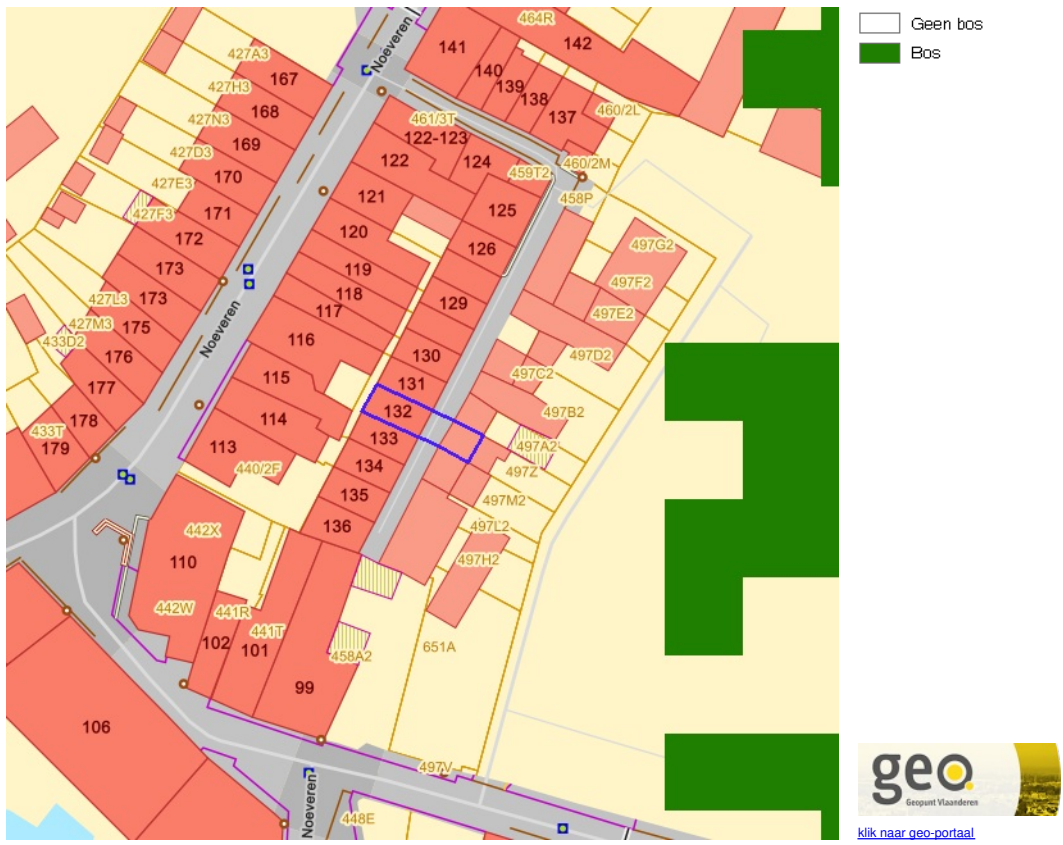 464R
141
142
Noeveren
427A3
167
140
139
138
137
460/2L
427H3
168
461/3T
427N3
122-123
169
122
124
460/2M
427D3
459T2
170
458P
427E3
121
171
125
427F3
120
172
126
497G2
173
119
497F2
427L3
173
118
129
117
497E2
427M3
175
Noeveren
433D2
176
116
130
497D2
115
131
497C2
177
132
497B2
178
114
433T
133
497A2
179
113
134
497Z
440/2F
135
497M2
136
497L2
442X
110
497H2
442W
441R
441T
102
101
458A2
651A
99
106
497V
Noeveren
448E
Geen bos
Bos
geo.
Geopunt Vlaanderen
klik naar geo-portaal